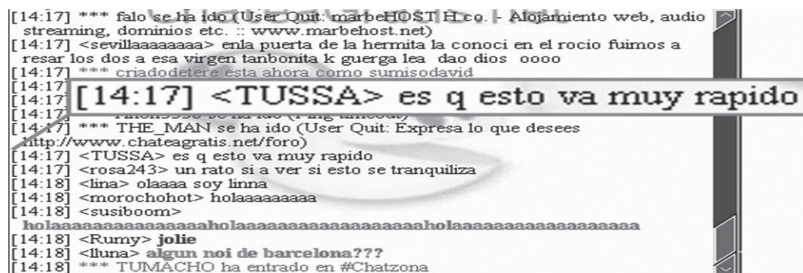 [14:17] *** falo se ha ido (User Quit: marbeHOST H.co. - Alojamiento web, audio
streaming, dominios etc. :: www.marbehost.net)
[14:17] <sevillaaaaaaaa> enla puerta de la hermita la conoci en el rocio fuimos a
resar los dos a esa virgen tanbonita k guerga lea dao dios oooo
[14:17] *** criadodetere esta ahora como sumisodavid
[14:17]
[14:17] <TUSSA> es q esto va muy rapido
[14:17]
[14:17] *** THE_MAN se ha ido (User Quit: Expresa lo que desees
http://www.chateagratis.net/foro)
[14:17] <TUSSA> es q esto va muy rapido
[14:17] <rosa243> un rato si a ver si esto se tranquiliza
[14:18] <lina> olaaaa soy linna
[14:18] <morochohot> holaaaaaaaaa
[14:18] <susiboom>
holaaaaaaaaaaaaaaaholaaaaaaaaaaaaaaaaaaaholaaaaaaaaaaaaaaaaaaa
[14:18] <Rumy> jolie
[14:18] <lluna> algun noi de barcelona???
[14:18] *** TUMACHO ha entrado en #Chatzona